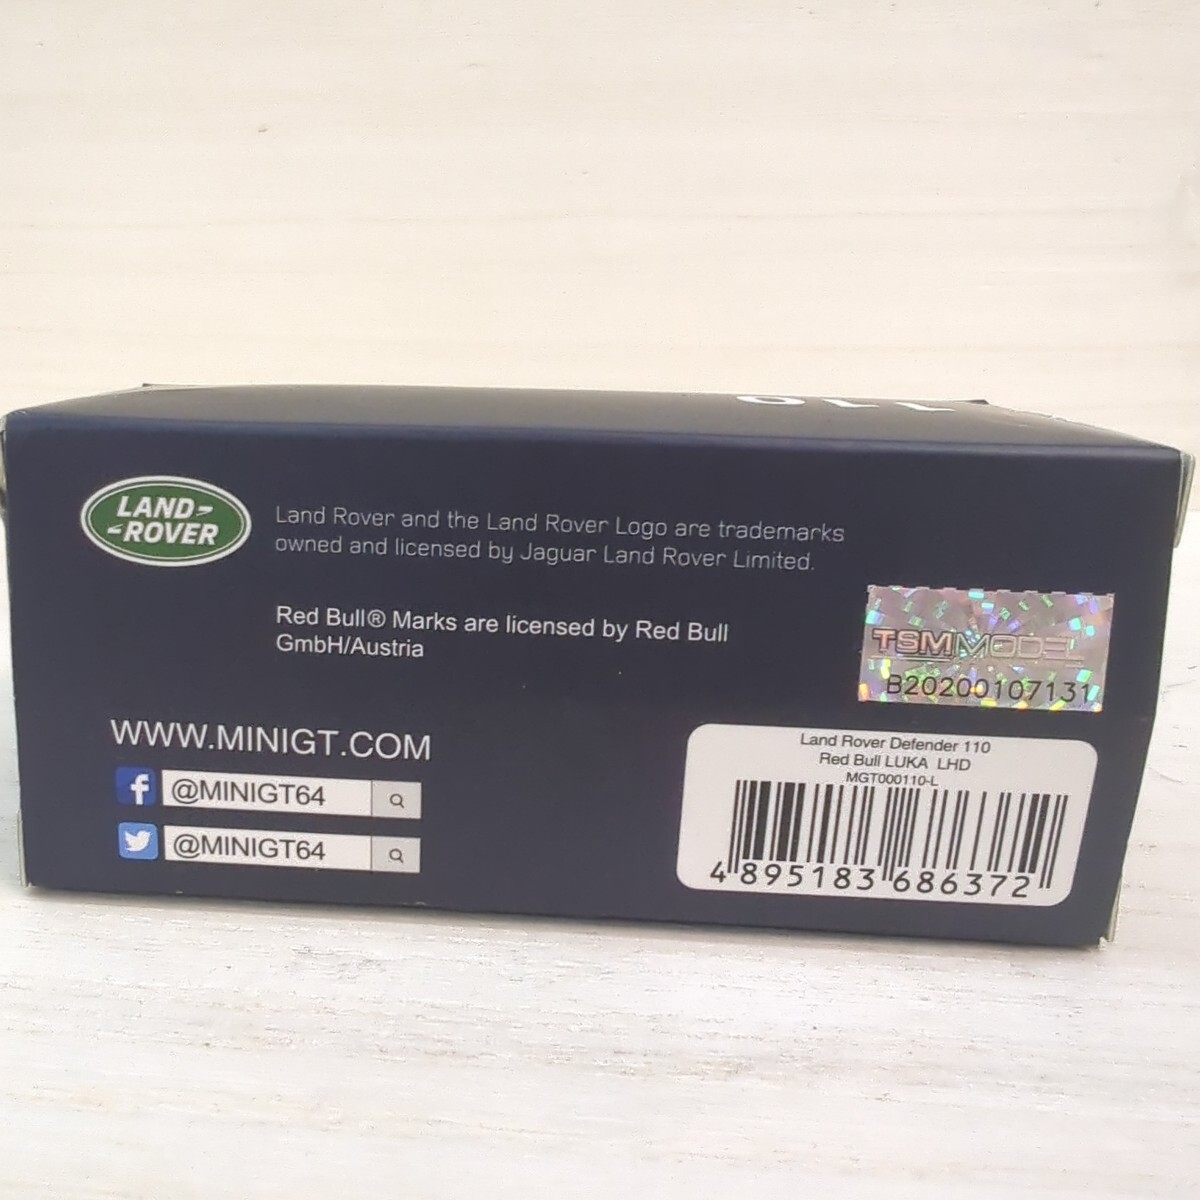 110
LAND-
-ROVER
Land Rover and the Land Rover Logo are trademarks
owned and licensed by Jaguar Land Rover Limited.
Red Bull® Marks are licensed by Red Bull
GmbH/Austria
TSMMODEL
B20200107131
WWW.MINIGT.COM
f @MINIGT64
@MINIGT64
Land Rover Defender 110
Red Bull LUKA LHD
MGT000110-L
4 895183 686372